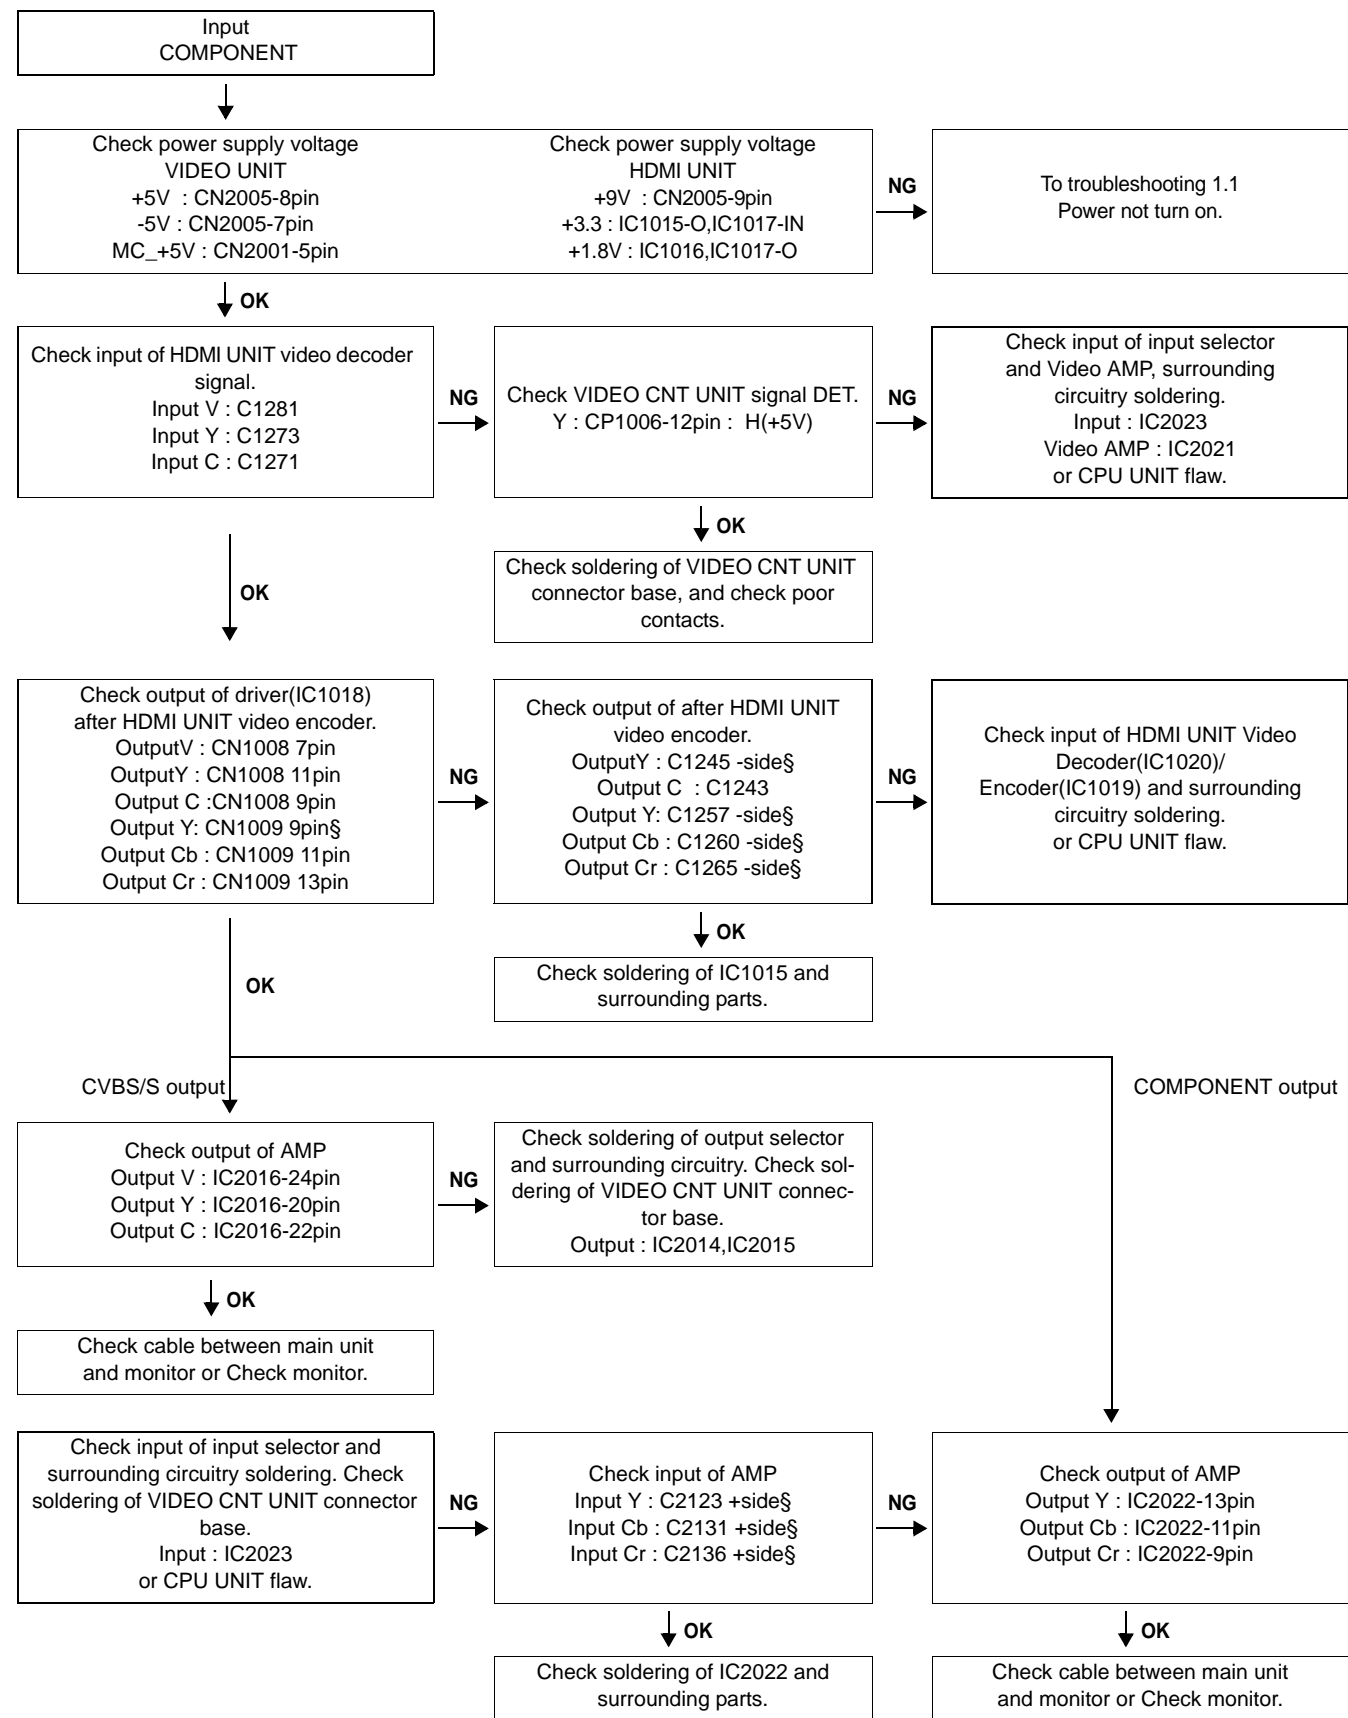 Input
COMPONENT
Check power supply voltage
VIDEO UNIT
+5V : CN2005-8pin
-5V : CN2005-7pin
MC_+5V : CN2001-5pin
Check power supply voltage
HDMI UNIT
+9V : CN2005-9pin
+3.3 : IC1015-O,IC1017-IN
+1.8V : IC1016,IC1017-O
NG
To troubleshooting 1.1
Power not turn on.
OK
Check input of HDMI UNIT video decoder
signal.
Input V : C1281
Input Y : C1273
Input C : C1271
NG
Check VIDEO CNT UNIT signal DET.
Y : CP1006-12pin : H(+5V)
NG
Check input of input selector
and Video AMP, surrounding
circuitry soldering.
Input : IC2023
Video AMP : IC2021
or CPU UNIT flaw.
OK
Check soldering of VIDEO CNT UNIT
connector base, and check poor
contacts.
OK
Check output of driver(IC1018)
after HDMI UNIT video encoder.
OutputV : CN1008 7pin
OutputY : CN1008 11pin
Output C :CN1008 9pin
Output Y: CN1009 9pin§
Output Cb : CN1009 11pin
Output Cr : CN1009 13pin
NG
Check output of after HDMI UNIT
video encoder.
OutputY : C1245 -side§
Output C : C1243
Output Y: C1257 -side§
Output Cb : C1260 -side§
Output Cr : C1265 -side§
NG
Check input of HDMI UNIT Video
Decoder(IC1020)/
Encoder(IC1019) and surrounding
circuitry soldering.
or CPU UNIT flaw.
OK
Check soldering of IC1015 and
surrounding parts.
OK
CVBS/S output
COMPONENT output
Check output of AMP
Output V : IC2016-24pin
Output Y : IC2016-20pin
Output C : IC2016-22pin
NG
Check soldering of output selector
and surrounding circuitry. Check sol-
dering of VIDEO CNT UNIT connec-
tor base.
Output : IC2014,IC2015
OK
Check cable between main unit
and monitor or Check monitor.
Check input of input selector and
surrounding circuitry soldering. Check
soldering of VIDEO CNT UNIT connector
base.
Input : IC2023
or CPU UNIT flaw.
NG
Check input of AMP
Input Y : C2123 +side§
Input Cb : C2131 +side§
Input Cr : C2136 +side§
NG
Check output of AMP
Output Y : IC2022-13pin
Output Cb : IC2022-11pin
Output Cr : IC2022-9pin
OK
OK
Check soldering of IC2022 and
surrounding parts.
Check cable between main unit
and monitor or Check monitor.